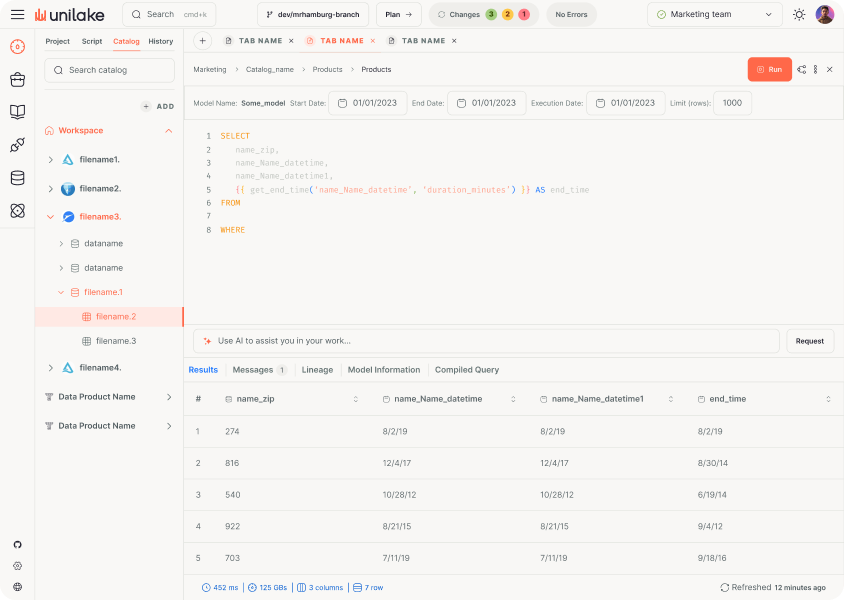 unilake
Search cmd+k
dev/mrhamburg-branch
Plan →
Changes 3 2 1
No Errors
Marketing team
Project Script Catalog History
Search catalog
+ ADD
Workspace
filename1.
filename2.
filename3.
dataname
dataname
filename.1
filename.2
filename.3
filename4.
Data Product Name
Data Product Name
+ TAB NAME × TAB NAME × TAB NAME ×
Marketing > Catalog_name > Products > Products
Run
Model Name: Some_model Start Date: 01/01/2023 End Date: 01/01/2023 Execution Date: 01/01/2023 Limit (rows): 1000
1 SELECT
2 name_zip,
3 name_Name_datetime,
4 name_Name_datetime1,
5 {{ get_end_time('name_Name_datetime', 'duration_minutes') }} AS end_time
6 FROM
7
8 WHERE
Use AI to assist you in your work...
Request
Results Messages 1 Lineage Model Information Compiled Query
# name_zip name_Name_datetime name_Name_datetime1 end_time
1 274 8/2/19 8/2/19 8/2/19
2 816 12/4/17 12/4/17 8/30/14
3 540 10/28/12 10/28/12 6/19/14
4 922 8/21/15 8/21/15 9/4/12
5 703 7/11/19 7/11/19 9/18/16
452 ms 125 GBs 3 columns 7 row
Refreshed 12 minutes ago